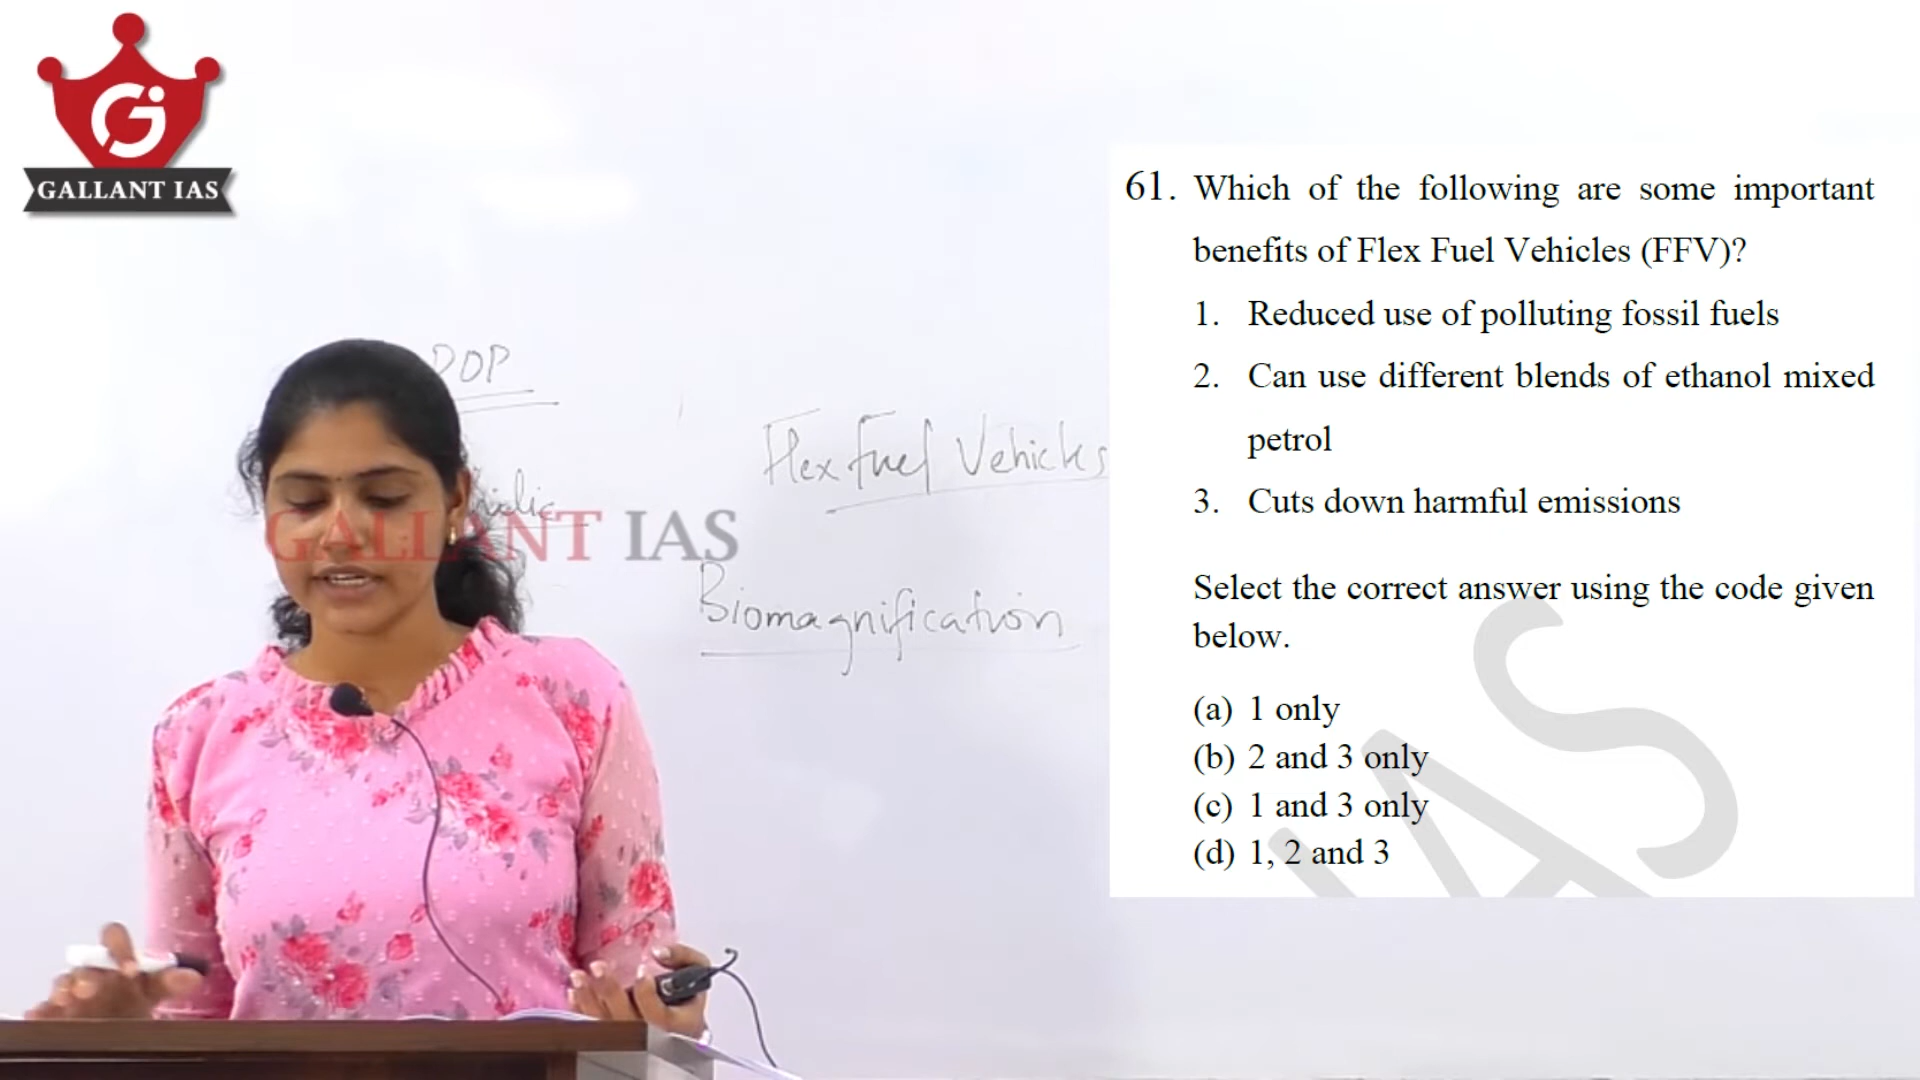 GALLANT IAS
DOP
Flex Fuel Vehicles
GALLANT IAS
Biomagnification
61. Which of the following are some important
benefits of Flex Fuel Vehicles (FFV)?
1. Reduced use of polluting fossil fuels
2. Can use different blends of ethanol mixed
petrol
3. Cuts down harmful emissions
Select the correct answer using the code given
below.
(a) 1 only
(b) 2 and 3 only
(c) 1 and 3 only
(d) 1, 2 and 3
IAS